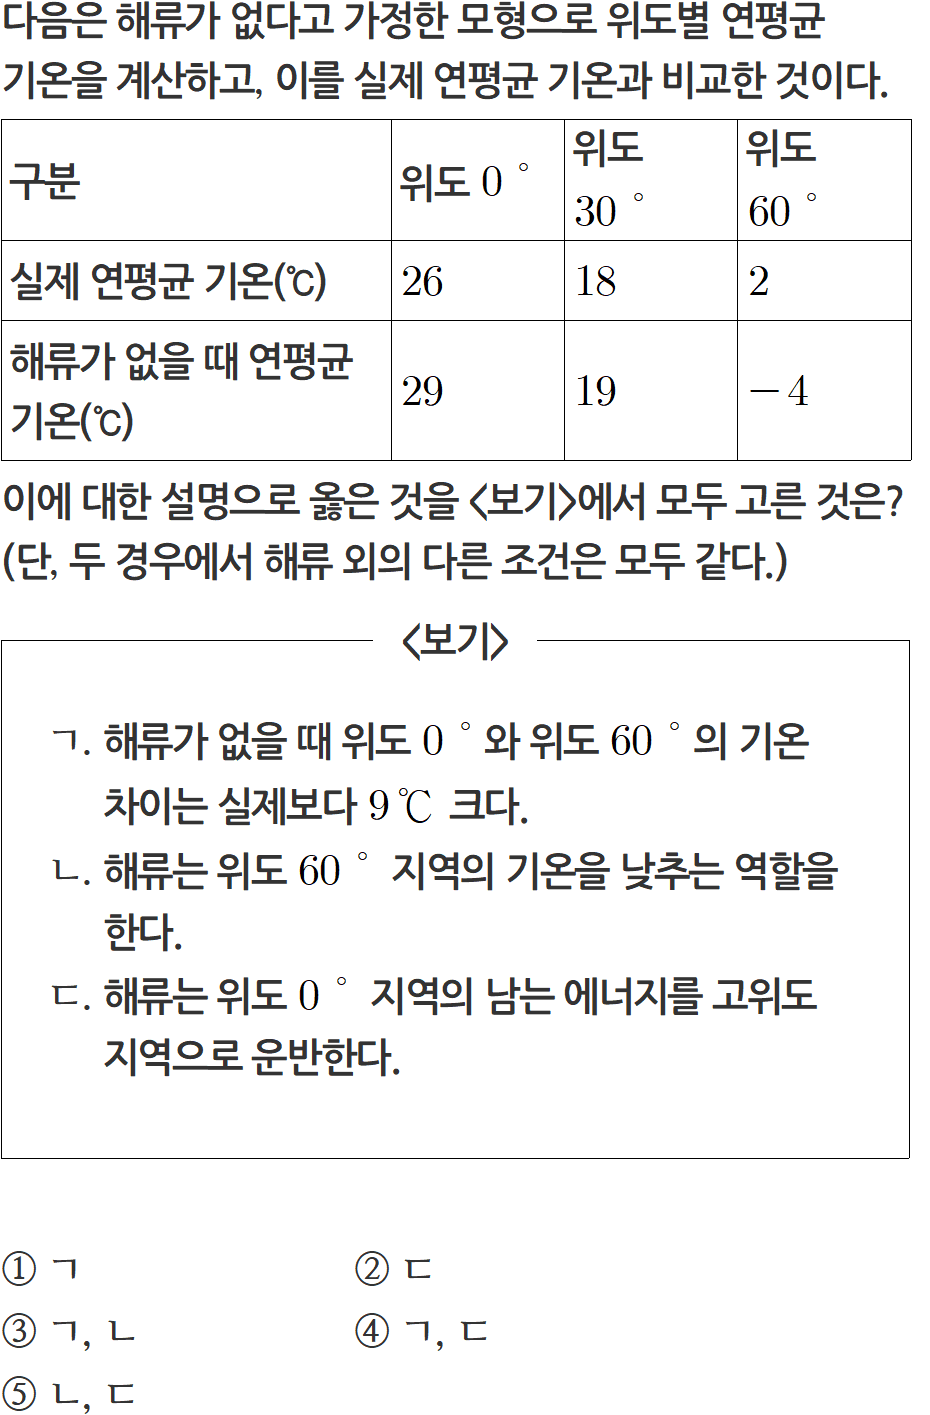 다음은 해류가 없다고 가정한 모형으로 위도별 연평균
기온을 계산하고, 이를 실제 연평균 기온과 비교한 것이다.
구분 위도 0 ° 위도 30 ° 위도 60 °
실제 연평균 기온(℃) 26 18 2
해류가 없을 때 연평균 기온(℃) 29 19 −4
이에 대한 설명으로 옳은 것을 <보기>에서 모두 고른 것은?
(단, 두 경우에서 해류 외의 다른 조건은 모두 같다.)
<보기>
ㄱ. 해류가 없을 때 위도 0 ° 와 위도 60 ° 의 기온
차이는 실제보다 9 ℃ 크다.
ㄴ. 해류는 위도 60 ° 지역의 기온을 낮추는 역할을
한다.
ㄷ. 해류는 위도 0 ° 지역의 남는 에너지를 고위도
지역으로 운반한다.
① ㄱ ② ㄷ
③ ㄱ, ㄴ ④ ㄱ, ㄷ
⑤ ㄴ, ㄷ